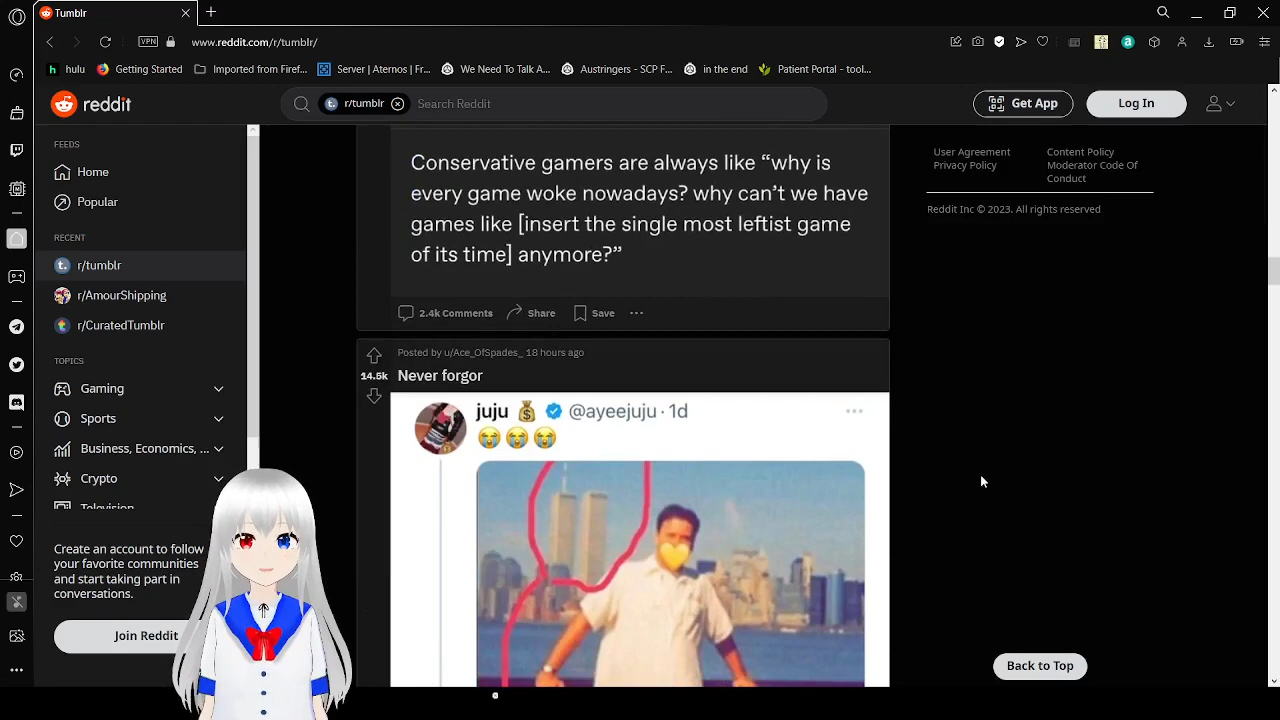 Tumblr
www.reddit.com/r/tumblr/
VPN
hulu
Getting Started
Imported from Firef...
Server | Aternos | Fr...
We Need To Talk A...
Austringers - SCP F...
in the end
Patient Portal - tool...
reddit
r/tumblr
Search Reddit
Get App
Log In
FEEDS
Home
Popular
RECENT
r/tumblr
r/AmourShipping
r/CuratedTumblr
TOPICS
Gaming
Sports
Business, Economics, ...
Crypto
Television
Create an account to follow
your favorite communities
and start taking part in
conversations.
Join Reddit
Conservative gamers are always like “why is
every game woke nowadays? why can’t we have
games like [insert the single most leftist game
of its time] anymore?”
2.4k Comments
Share
Save
Posted by u/Ace_OfSpades_ 18 hours ago
14.5k
Never forgor
juju 💰 @ayeejuju · 1d
😭😭😭
User Agreement
Privacy Policy
Content Policy
Moderator Code Of
Conduct
Reddit Inc © 2023. All rights reserved
Back to Top